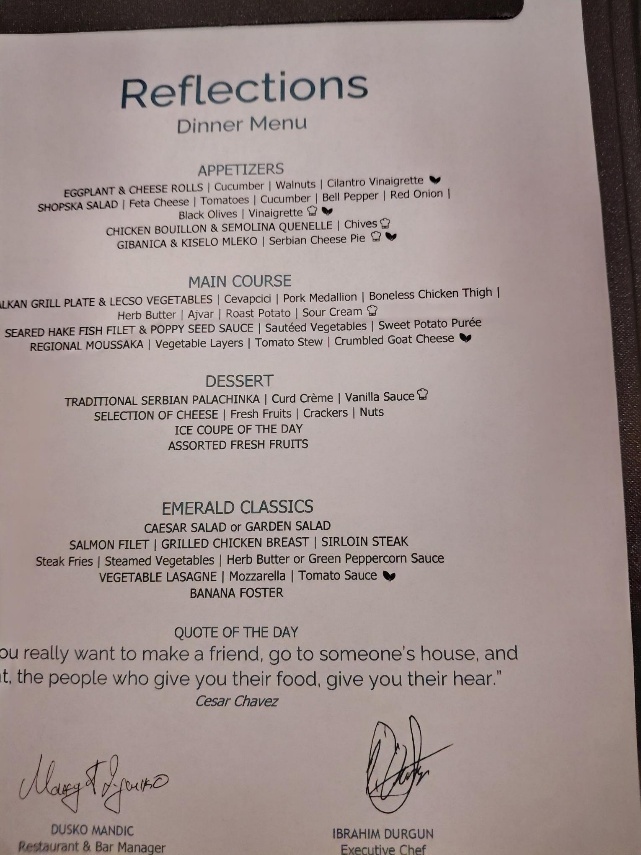 Reflections
Dinner Menu
APPETIZERS
EGGPLANT & CHEESE ROLLS | Cucumber | Walnuts | Cilantro Vinaigrette
SHOPSKA SALAD | Feta Cheese | Tomatoes | Cucumber | Bell Pepper | Red Onion |
Black Olives | Vinaigrette
CHICKEN BOUILLON & SEMOLINA QUENELLE | Chives
GIBANICA & KISELO MLEKO | Serbian Cheese Pie
MAIN COURSE
ALKAN GRILL PLATE & LECSO VEGETABLES | Cevapcici | Pork Medallion | Boneless Chicken Thigh |
Herb Butter | Ajvar | Roast Potato | Sour Cream
SEARED HAKE FISH FILET & POPPY SEED SAUCE | Sautéed Vegetables | Sweet Potato Purée
REGIONAL MOUSSAKA | Vegetable Layers | Tomato Stew | Crumbled Goat Cheese
DESSERT
TRADITIONAL SERBIAN PALACHINKA | Curd Crème | Vanilla Sauce
SELECTION OF CHEESE | Fresh Fruits | Crackers | Nuts
ICE COUPE OF THE DAY
ASSORTED FRESH FRUITS
EMERALD CLASSICS
CAESAR SALAD or GARDEN SALAD
SALMON FILET | GRILLED CHICKEN BREAST | SIRLOIN STEAK
Steak Fries | Steamed Vegetables | Herb Butter or Green Peppercorn Sauce
VEGETABLE LASAGNE | Mozzarella | Tomato Sauce
BANANA FOSTER
QUOTE OF THE DAY
ou really want to make a friend, go to someone's house, and
t, the people who give you their food, give you their hear."
Cesar Chavez
DUSKO MANDIC
Restaurant & Bar Manager
IBRAHIM DURGUN
Executive Chef